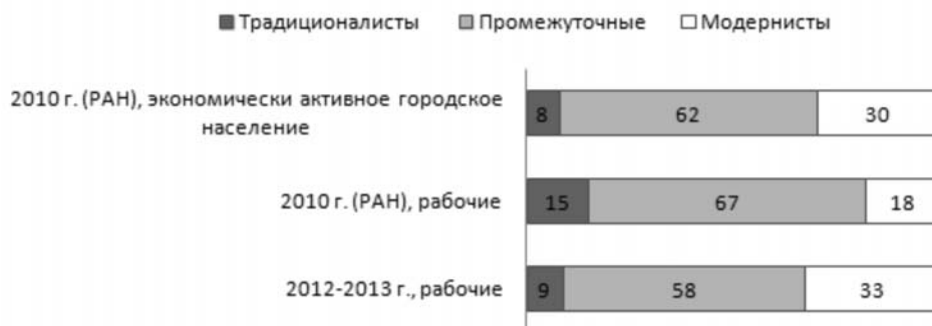 Традиционалисты Промежуточные Модернисты
2010 г. (РАН), экономически активное городское
население
8 62 30
2010 г. (РАН), рабочие
15 67 18
2012-2013 г., рабочие
9 58 33